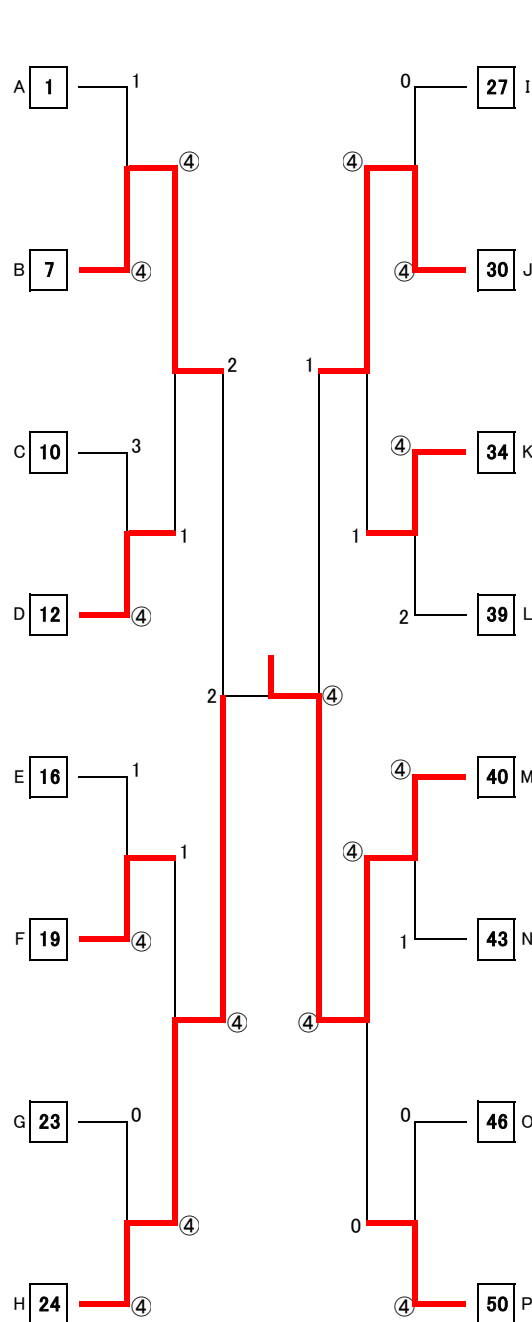 A 1 1 0 27 I
④ ④
B 7 ④ ④ 30 J
2 1
C 10 3 ④ 34 K
1 1
D 12 ④ 2 39 L
2 ④
E 16 1 ④ 40 M
1 ④
F 19 ④ 1 43 N
④ ④
G 23 0 0 46 O
④ 0
H 24 ④ ④ 50 P